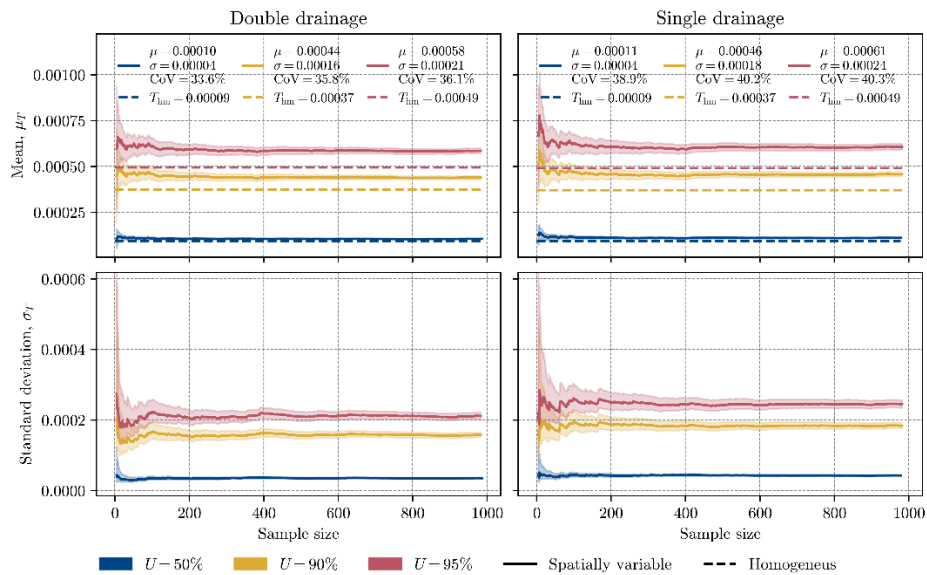 Double drainage
Single drainage
μ − 0.00010
σ = 0.00004
CoV = 33.6%
T_hm − 0.00009
μ − 0.00044
σ = 0.00016
CoV = 35.8%
T_hm − 0.00037
μ − 0.00058
σ = 0.00021
CoV = 36.1%
T_hm − 0.00049
μ − 0.00011
σ = 0.00004
CoV = 38.9%
T_hm − 0.00009
μ − 0.00046
σ = 0.00018
CoV = 40.2%
T_hm − 0.00037
μ − 0.00061
σ = 0.00024
CoV = 40.3%
T_hm − 0.00049
Mean, μ_T
0.00100
0.00075
0.00050
0.00025
Standard deviation, σ_T
0.0006
0.0004
0.0002
0.0000
0 200 400 600 800 1000
Sample size
0 200 400 600 800 1000
Sample size
U − 50%
U − 90%
U − 95%
Spatially variable
Homogeneus